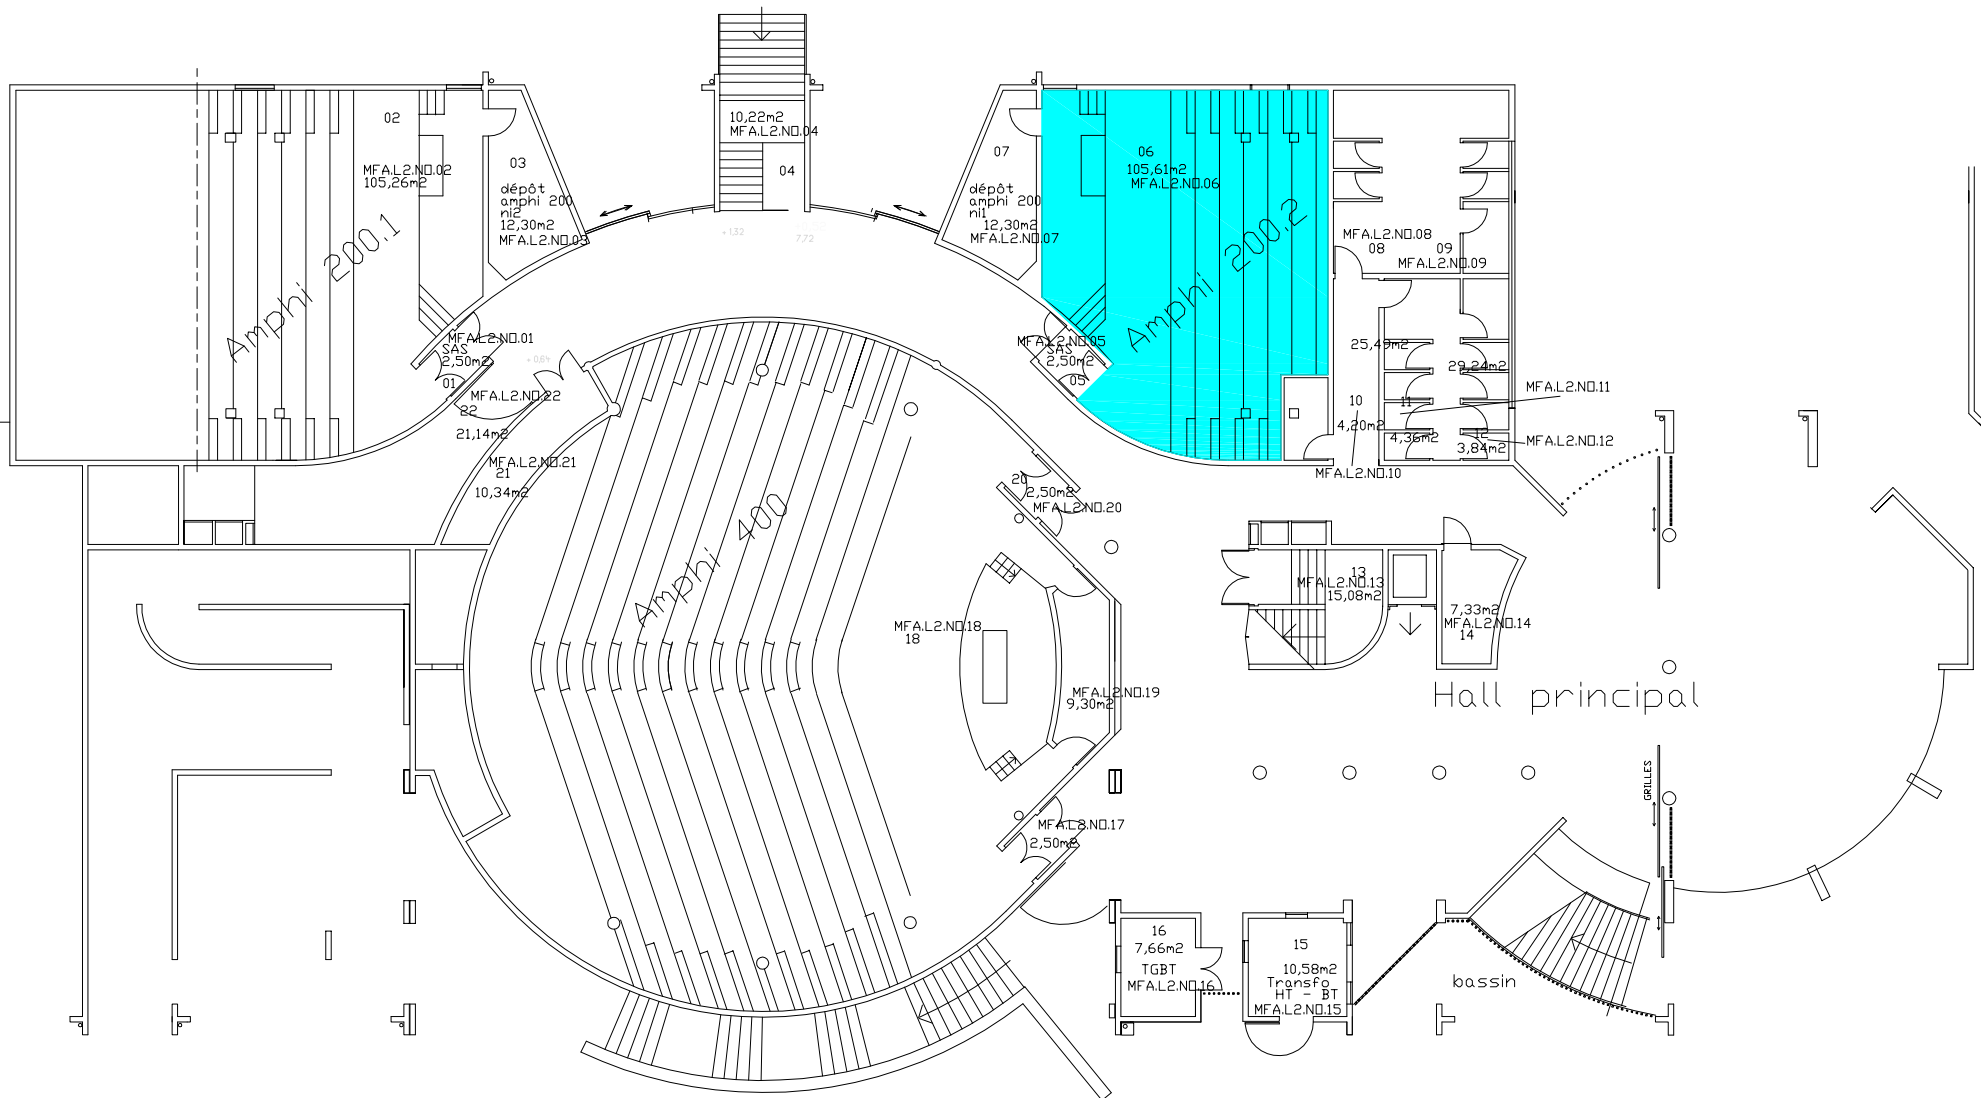 02
MFA.L2.N0.02
105,26m2
Amphi 200.1
03
dépôt
amphi 200
ni2
12,30m2
MFA.L2.N0.03
10,22m2
MFA.L2.N0.04
04
+ 1,32
7,72
07
dépôt
amphi 200
ni1
12,30m2
MFA.L2.N0.07
06
105,61m2
MFA.L2.N0.06
Amphi 200.2
MFA.L2.N0.08
08
09
MFA.L2.N0.09
25,49m2
29,24m2
MFA.L2.N0.01
SAS
2,50m2
01
+ 0,64
MFA.L2.N0.22
22
21,14m2
MFA.L2.N0.21
21
10,34m2
MFA.L2.N0.05
SAS
2,50m2
05
10
4,20m2
MFA.L2.N0.10
11
4,36m2
MFA.L2.N0.11
12
3,84m2
MFA.L2.N0.12
20
2,50m2
MFA.L2.N0.20
Amphi 400
MFA.L2.N0.18
18
MFA.L2.N0.19
9,30m2
13
MFA.L2.N0.13
15,08m2
7,33m2
MFA.L2.N0.14
14
Hall principal
GRILLES
MFA.L2.N0.17
2,50m2
16
7,66m2
TGBT
MFA.L2.N0.16
15
10,58m2
Transfo
HT - BT
MFA.L2.N0.15
bassin